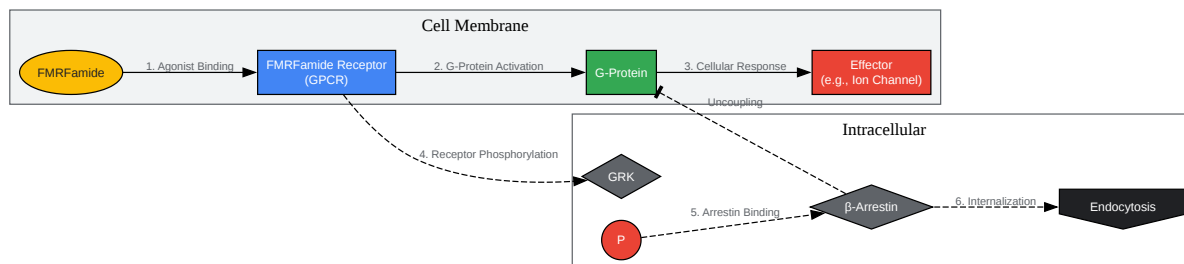 Cell Membrane
FMRFamide
1. Agonist Binding
FMRFamide Receptor
(GPCR)
2. G-Protein Activation
G-Protein
3. Cellular Response
Effector
(e.g., Ion Channel)
Uncoupling
Intracellular
4. Receptor Phosphorylation
GRK
P
5. Arrestin Binding
β-Arrestin
6. Internalization
Endocytosis